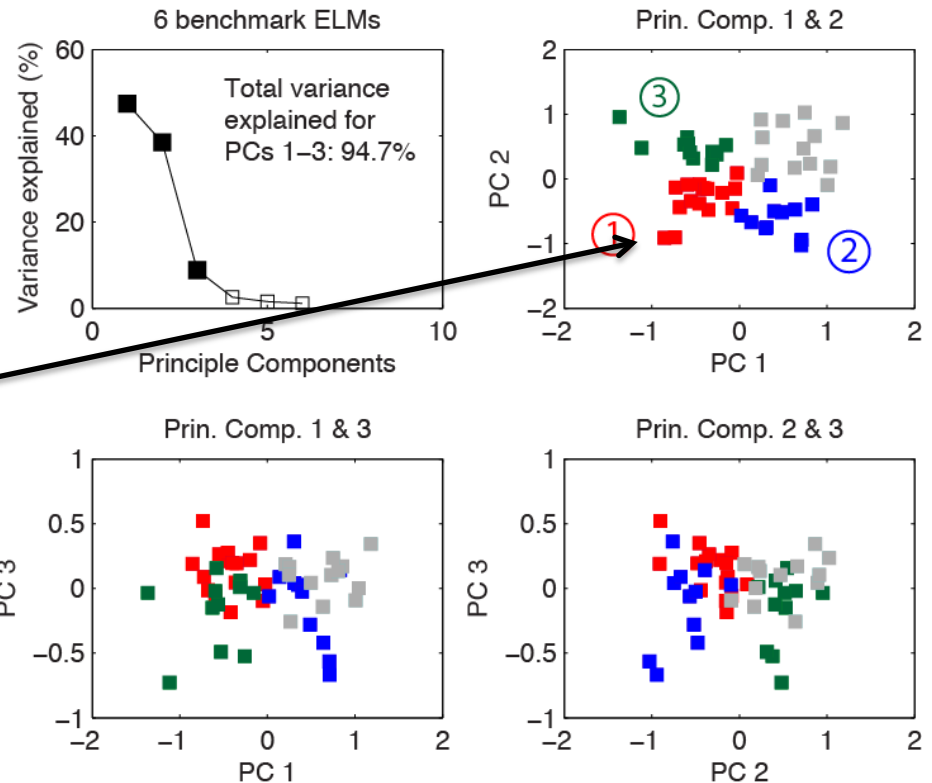 6 benchmark ELMs
Variance explained (%)
60
40
20
0
Total variance
explained for
PCs 1–3: 94.7%
0
5
10
Principle Components
Prin. Comp. 1 & 2
PC 2
2
1
0
−1
−2
3
1
2
−2
−1
0
1
2
PC 1
Prin. Comp. 1 & 3
PC 3
1
0.5
0
−0.5
−1
−2
−1
0
1
2
PC 1
Prin. Comp. 2 & 3
PC 3
1
0.5
0
−0.5
−1
−2
−1
0
1
2
PC 2